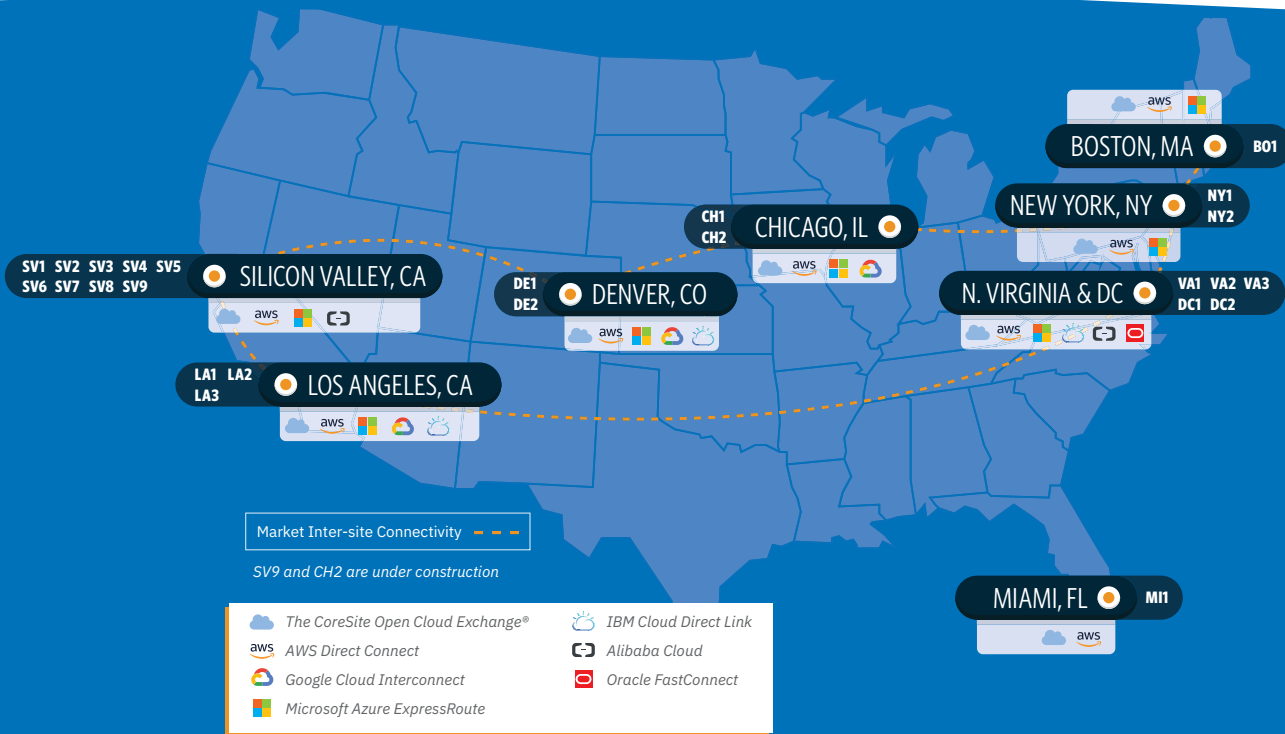 aws
BOSTON, MA
BO1
NEW YORK, NY
NY1
NY2
aws
CH1
CH2
CHICAGO, IL
aws
SV1 SV2 SV3 SV4 SV5
SV6 SV7 SV8 SV9
SILICON VALLEY, CA
aws
DE1
DE2
DENVER, CO
aws
N. VIRGINIA & DC
VA1 VA2 VA3
DC1 DC2
aws
LA1 LA2
LA3
LOS ANGELES, CA
aws
Market Inter-site Connectivity
SV9 and CH2 are under construction
MIAMI, FL
MI1
aws
The CoreSite Open Cloud Exchange®
aws AWS Direct Connect
Google Cloud Interconnect
Microsoft Azure ExpressRoute
IBM Cloud Direct Link
Alibaba Cloud
Oracle FastConnect